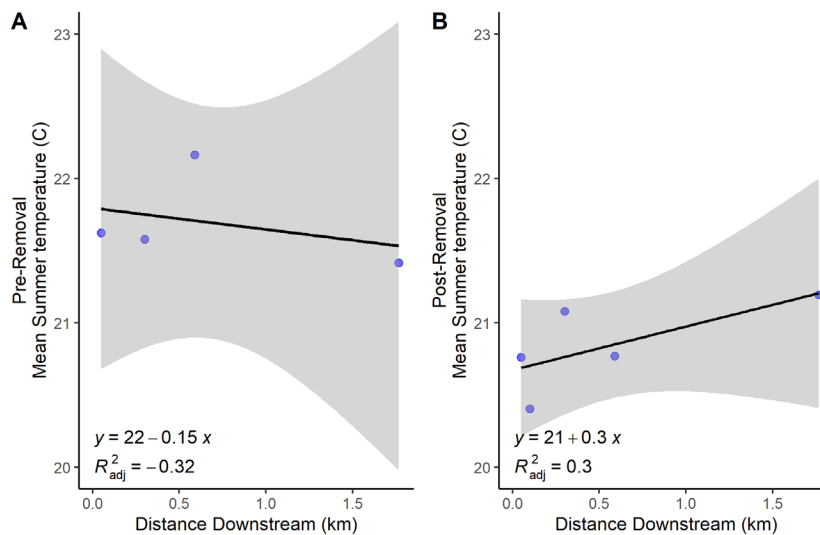 A
23
22
21
20
Pre-Removal
Mean Summer temperature (C)
y = 22 − 0.15 x
R²adj = −0.32
0.0 0.5 1.0 1.5
Distance Downstream (km)
B
23
22
21
20
Post-Removal
Mean Summer temperature (C)
y = 21 + 0.3 x
R²adj = 0.3
0.0 0.5 1.0 1.5
Distance Downstream (km)